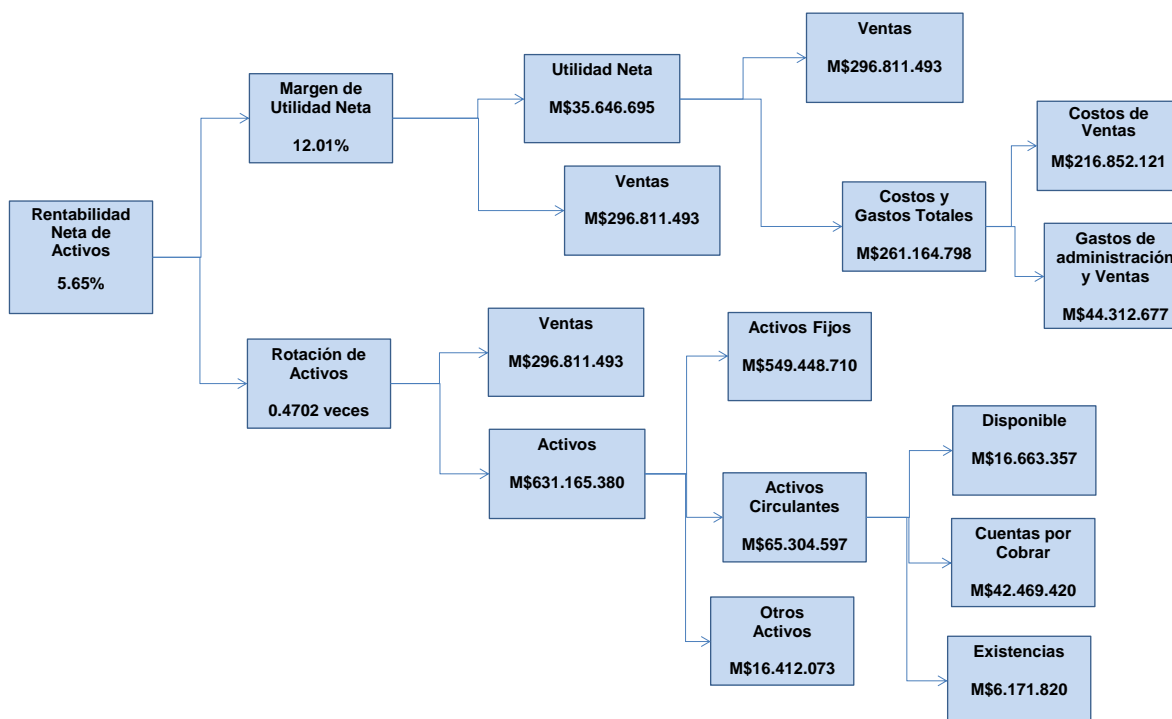 Rentabilidad
Neta de
Activos
5.65%
Margen de
Utilidad Neta
12.01%
Utilidad Neta
M$35.646.695
Ventas
M$296.811.493
Ventas
M$296.811.493
Costos y
Gastos Totales
M$261.164.798
Costos de
Ventas
M$216.852.121
Gastos de
administración
y Ventas
M$44.312.677
Rotación de
Activos
0.4702 veces
Ventas
M$296.811.493
Activos
M$631.165.380
Activos Fijos
M$549.448.710
Activos
Circulantes
M$65.304.597
Otros
Activos
M$16.412.073
Disponible
M$16.663.357
Cuentas por
Cobrar
M$42.469.420
Existencias
M$6.171.820